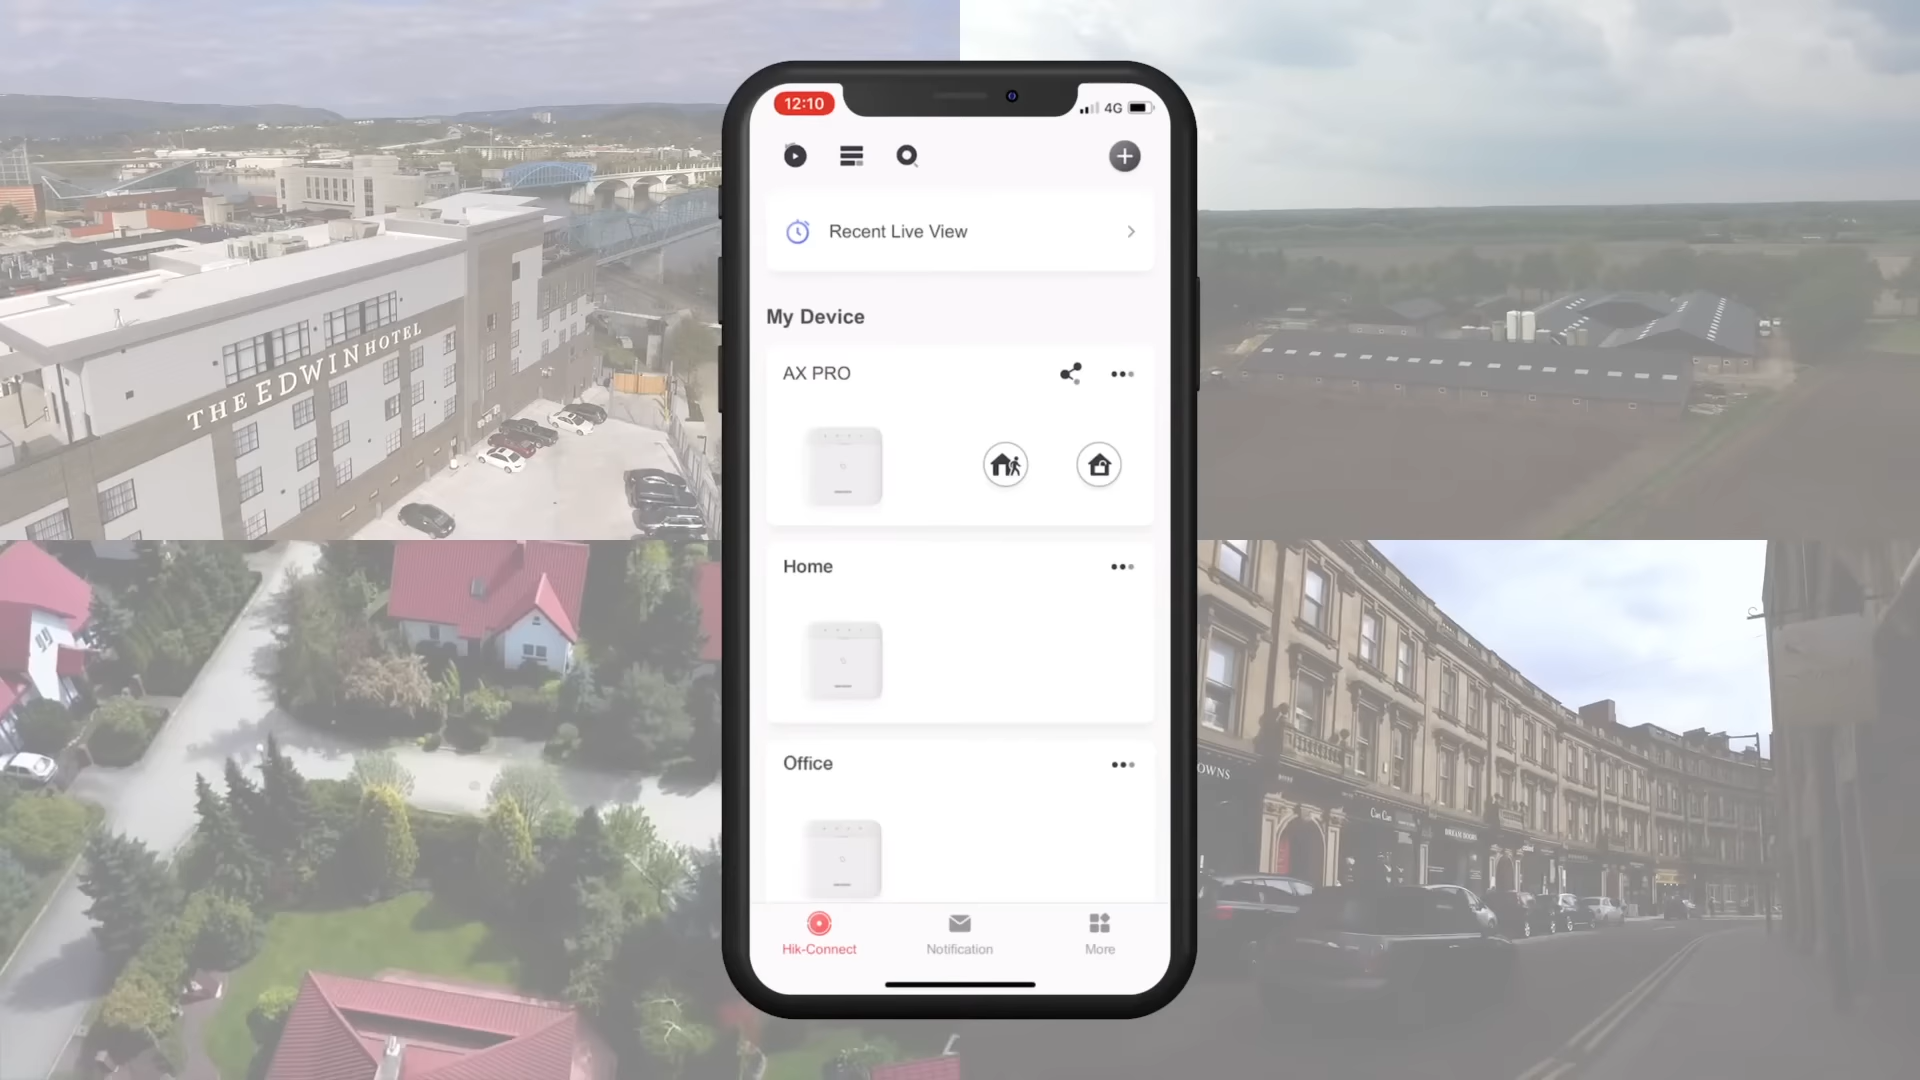 12:10
4G
Recent Live View
My Device
AX PRO
Home
Office
Hik-Connect
Notification
More
THE EDWIN HOTEL
OWNS